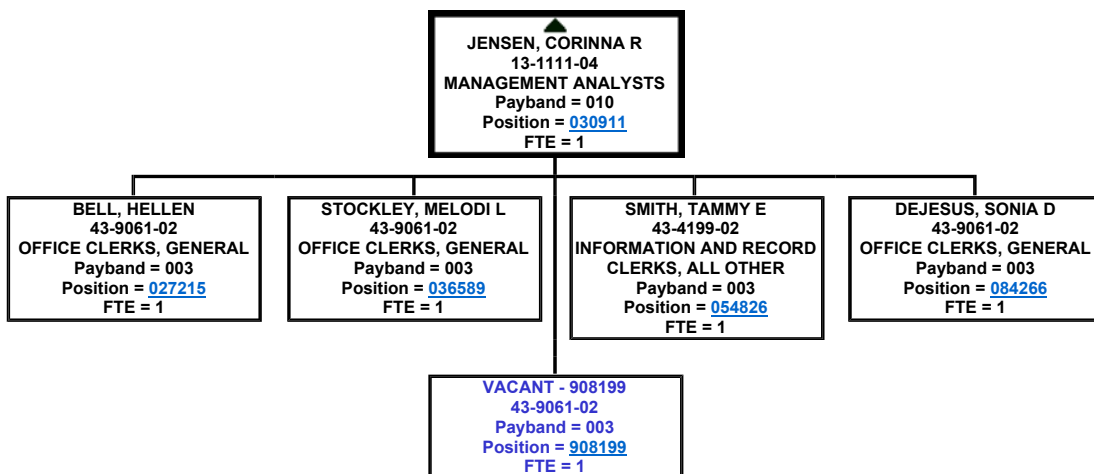 JENSEN, CORINNA R
13-1111-04
MANAGEMENT ANALYSTS
Payband = 010
Position = 030911
FTE = 1
BELL, HELLEN
43-9061-02
OFFICE CLERKS, GENERAL
Payband = 003
Position = 027215
FTE = 1
STOCKLEY, MELODI L
43-9061-02
OFFICE CLERKS, GENERAL
Payband = 003
Position = 036589
FTE = 1
SMITH, TAMMY E
43-4199-02
INFORMATION AND RECORD
CLERKS, ALL OTHER
Payband = 003
Position = 054826
FTE = 1
DEJESUS, SONIA D
43-9061-02
OFFICE CLERKS, GENERAL
Payband = 003
Position = 084266
FTE = 1
VACANT - 908199
43-9061-02
Payband = 003
Position = 908199
FTE = 1